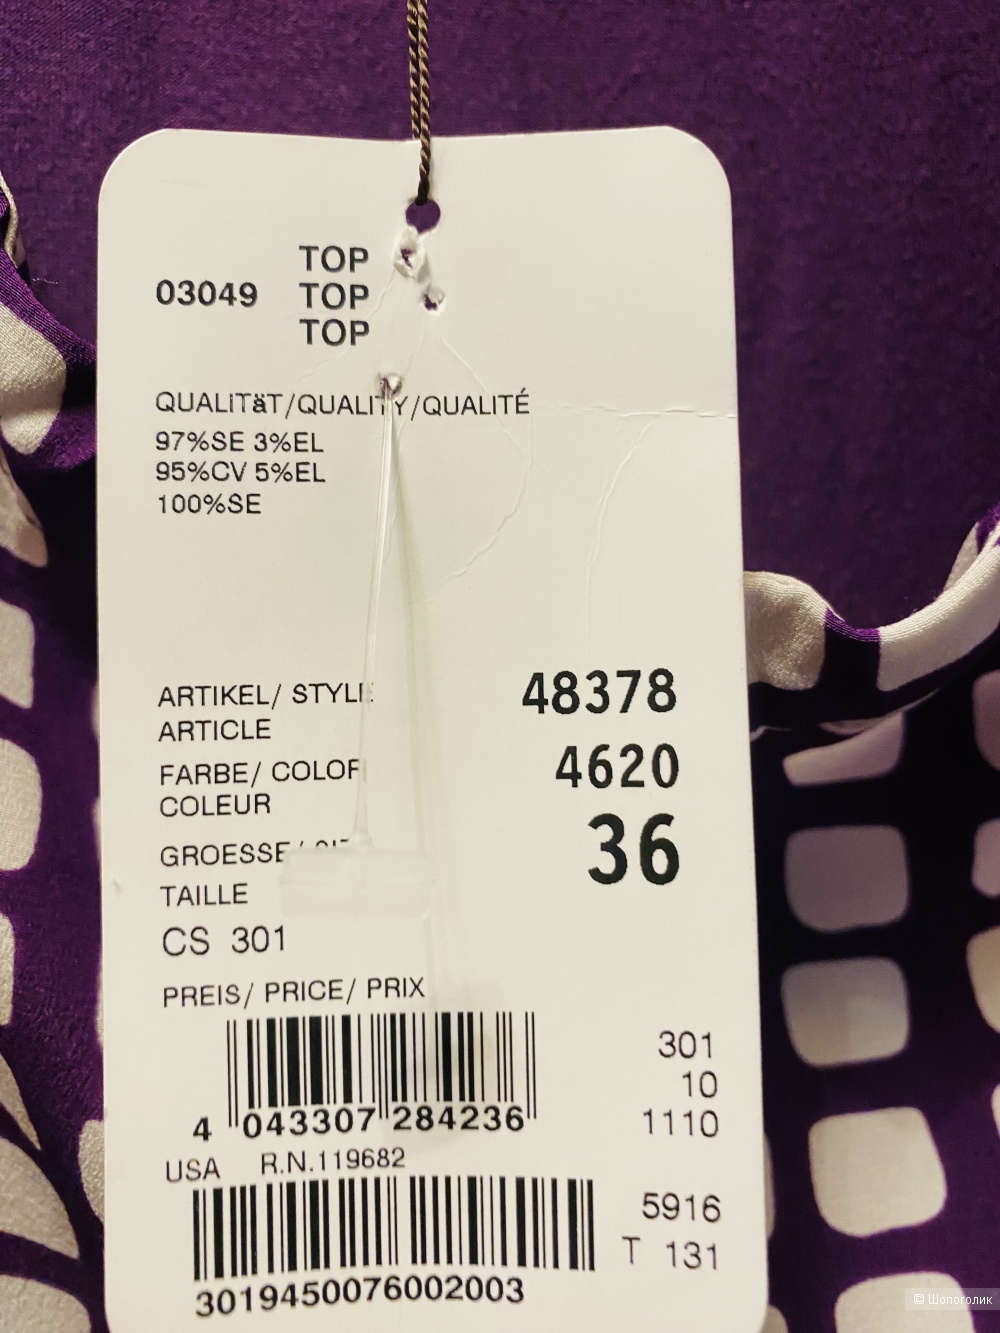 TOP
03049 TOP
TOP
QUALITäT/QUALITY/QUALITÉ
97%SE 3%EL
95%CV 5%EL
100%SE
ARTIKEL/ STYLE 48378
ARTICLE
FARBE/ COLOR 4620
COLEUR
GROESSE/ 36
TAILLE
CS 301
PREIS/ PRICE/ PRIX
301
10
1110
4 043307 284236
USA R.N.119682
5916
T 131
3019450076002003
© Шопоголик